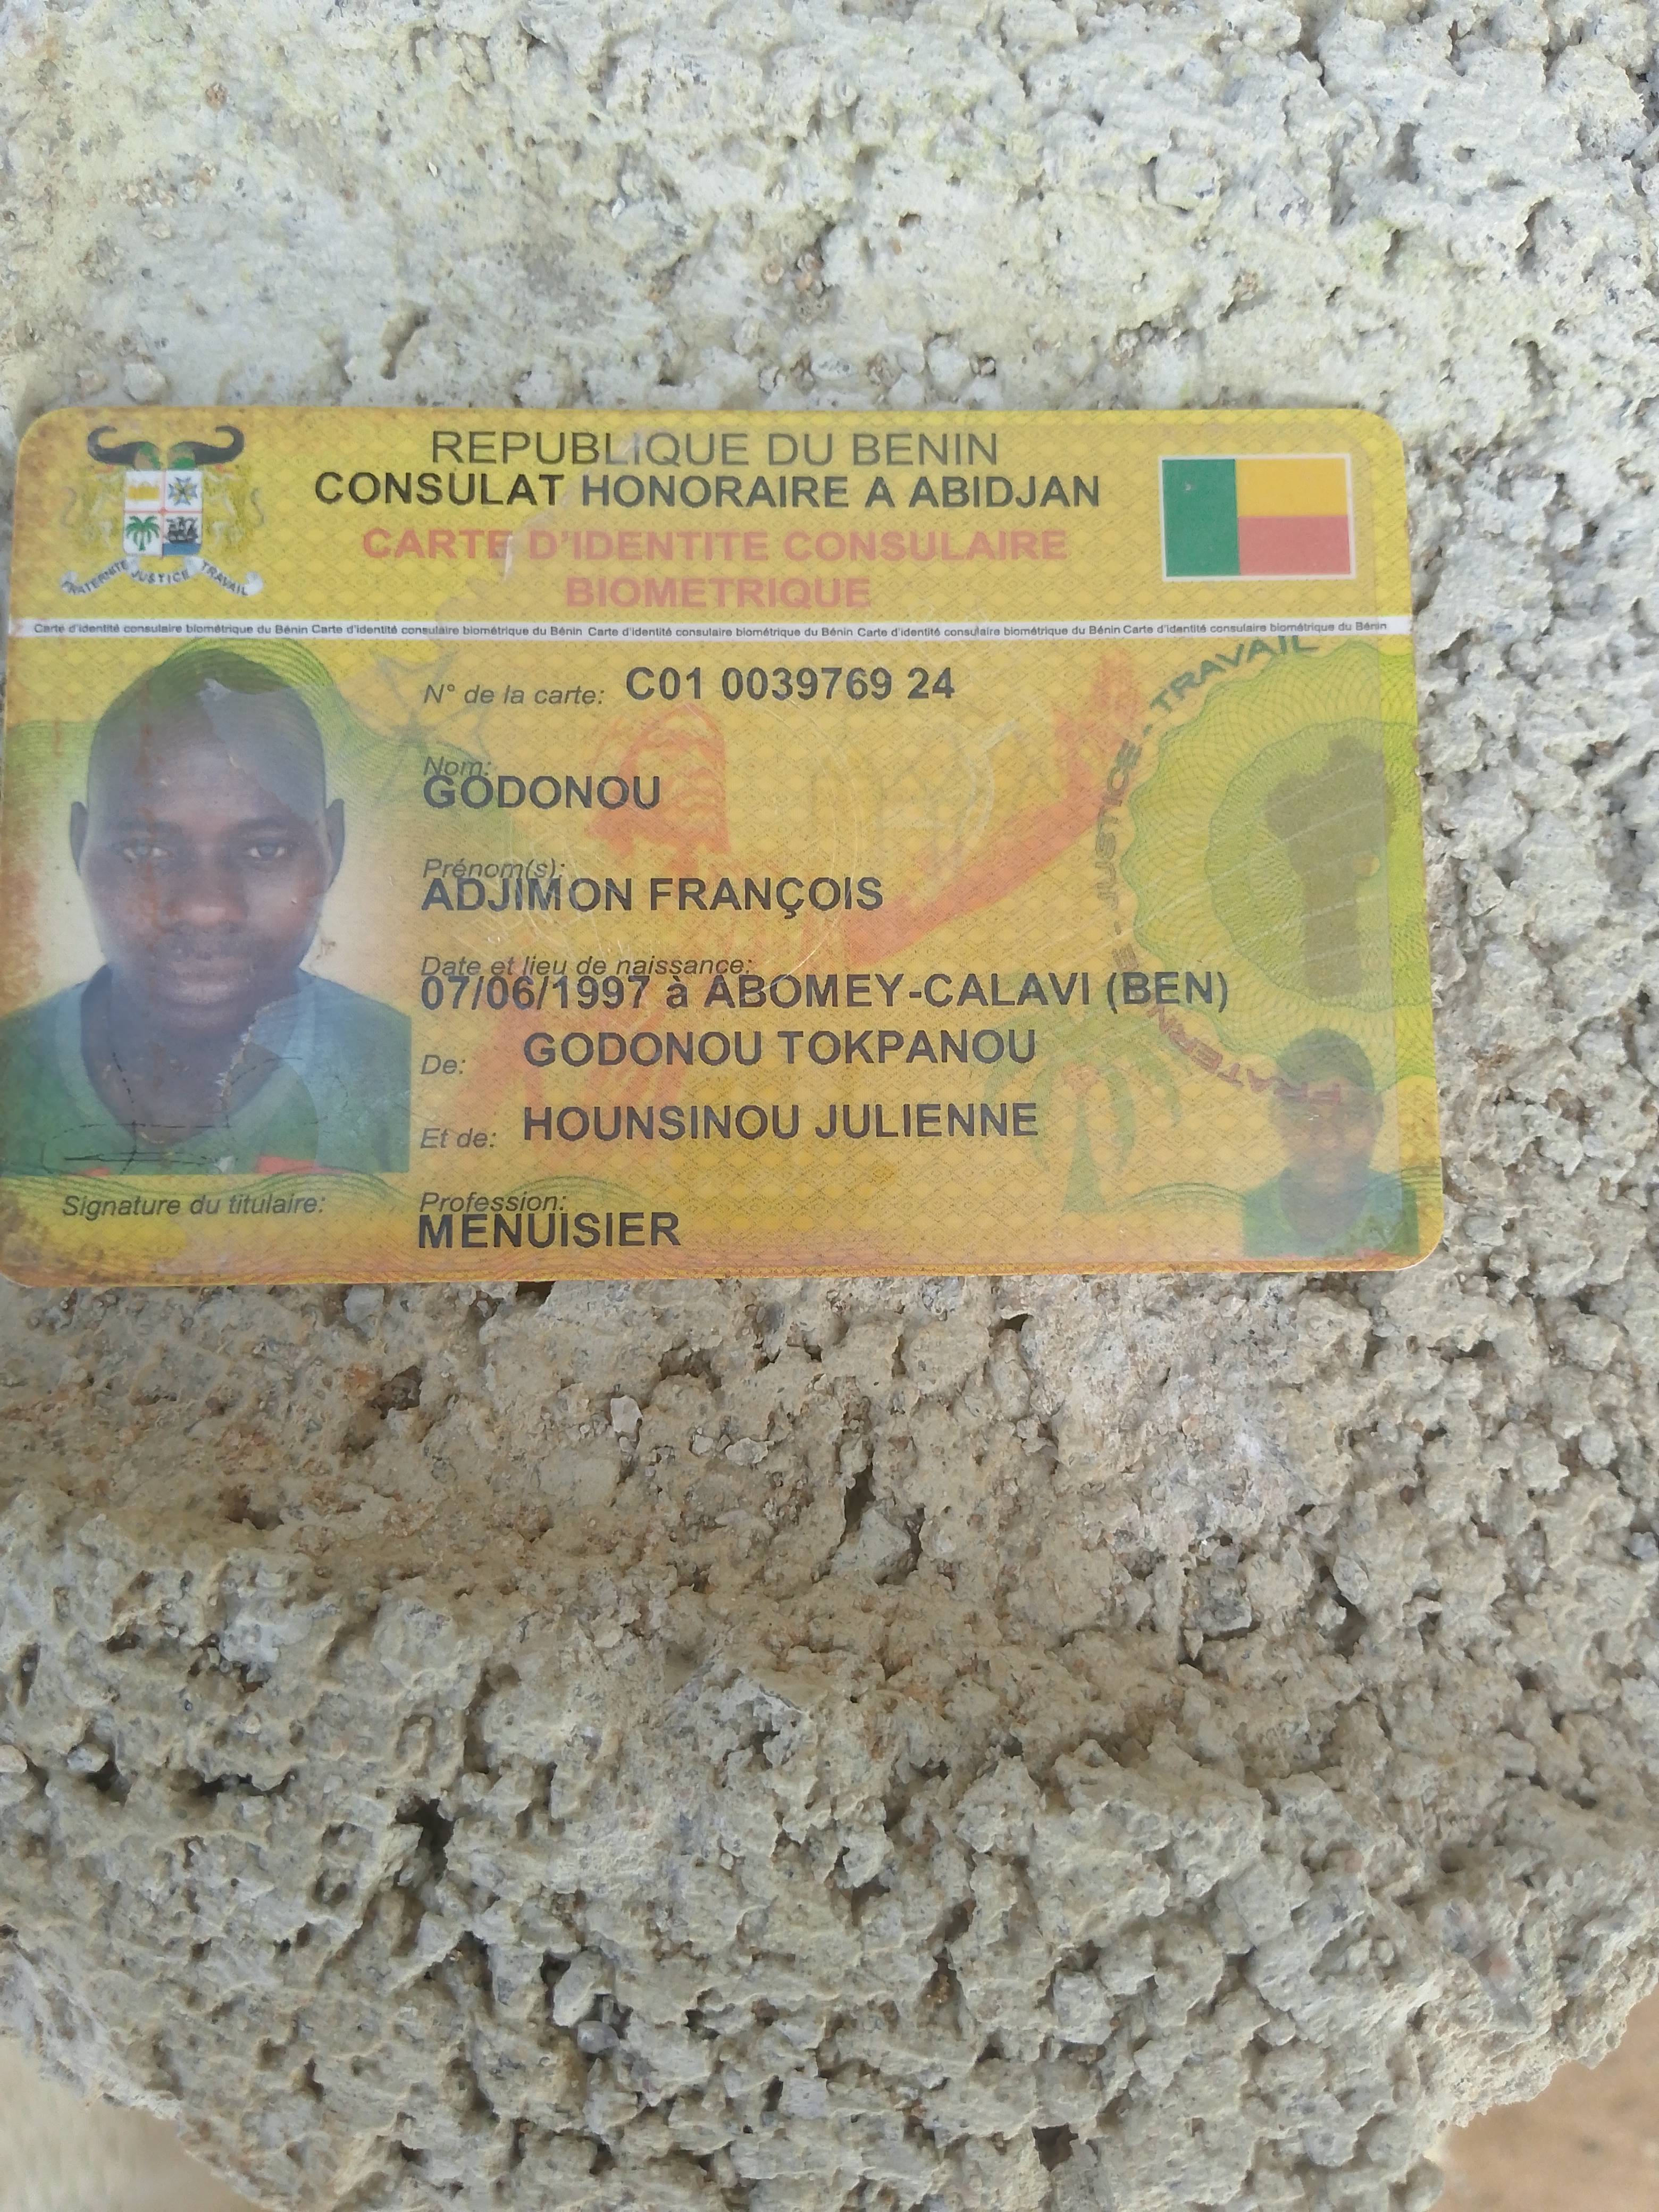 REPUBLIQUE DU BENIN
CONSULAT HONORAIRE A ABIDJAN
CARTE D'IDENTITE CONSULAIRE
BIOMETRIQUE
FRATERNITE JUSTICE TRAVAIL
Carte d'identité consulaire biométrique du Bénin Carte d'identité consulaire biométrique du Bénin Carte d'identité consulaire biométrique du Bénin Carte d'identité consulaire biométrique du Bénin Carte d'identité consulaire biométrique du Bénin
N° de la carte: C01 0039769 24
Nom:
GODONOU
Prénom(s):
ADJIMON FRANÇOIS
Date et lieu de naissance:
07/06/1997 à ABOMEY-CALAVI (BEN)
De: GODONOU TOKPANOU
Et de: HOUNSINOU JULIENNE
Signature du titulaire:
Profession:
MENUISIER
FRATERNITE - JUSTICE - TRAVAIL